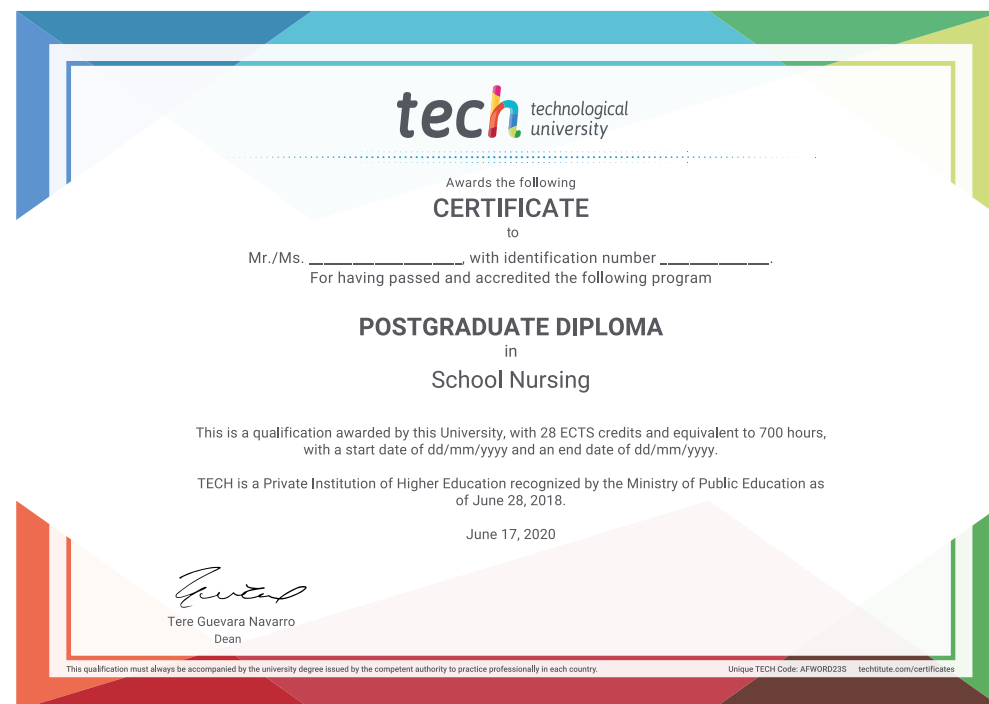 tech technological
university
Awards the following
CERTIFICATE
to
Mr./Ms. ____________________, with identification number ______________.
For having passed and accredited the following program
POSTGRADUATE DIPLOMA
in
School Nursing
This is a qualification awarded by this University, with 28 ECTS credits and equivalent to 700 hours,
with a start date of dd/mm/yyyy and an end date of dd/mm/yyyy.
TECH is a Private Institution of Higher Education recognized by the Ministry of Public Education as
of June 28, 2018.
June 17, 2020
Tere Guevara Navarro
Dean
This qualification must always be accompanied by the university degree issued by the competent authority to practice professionally in each country.
Unique TECH Code: AFWORD23S techtitute.com/certificates